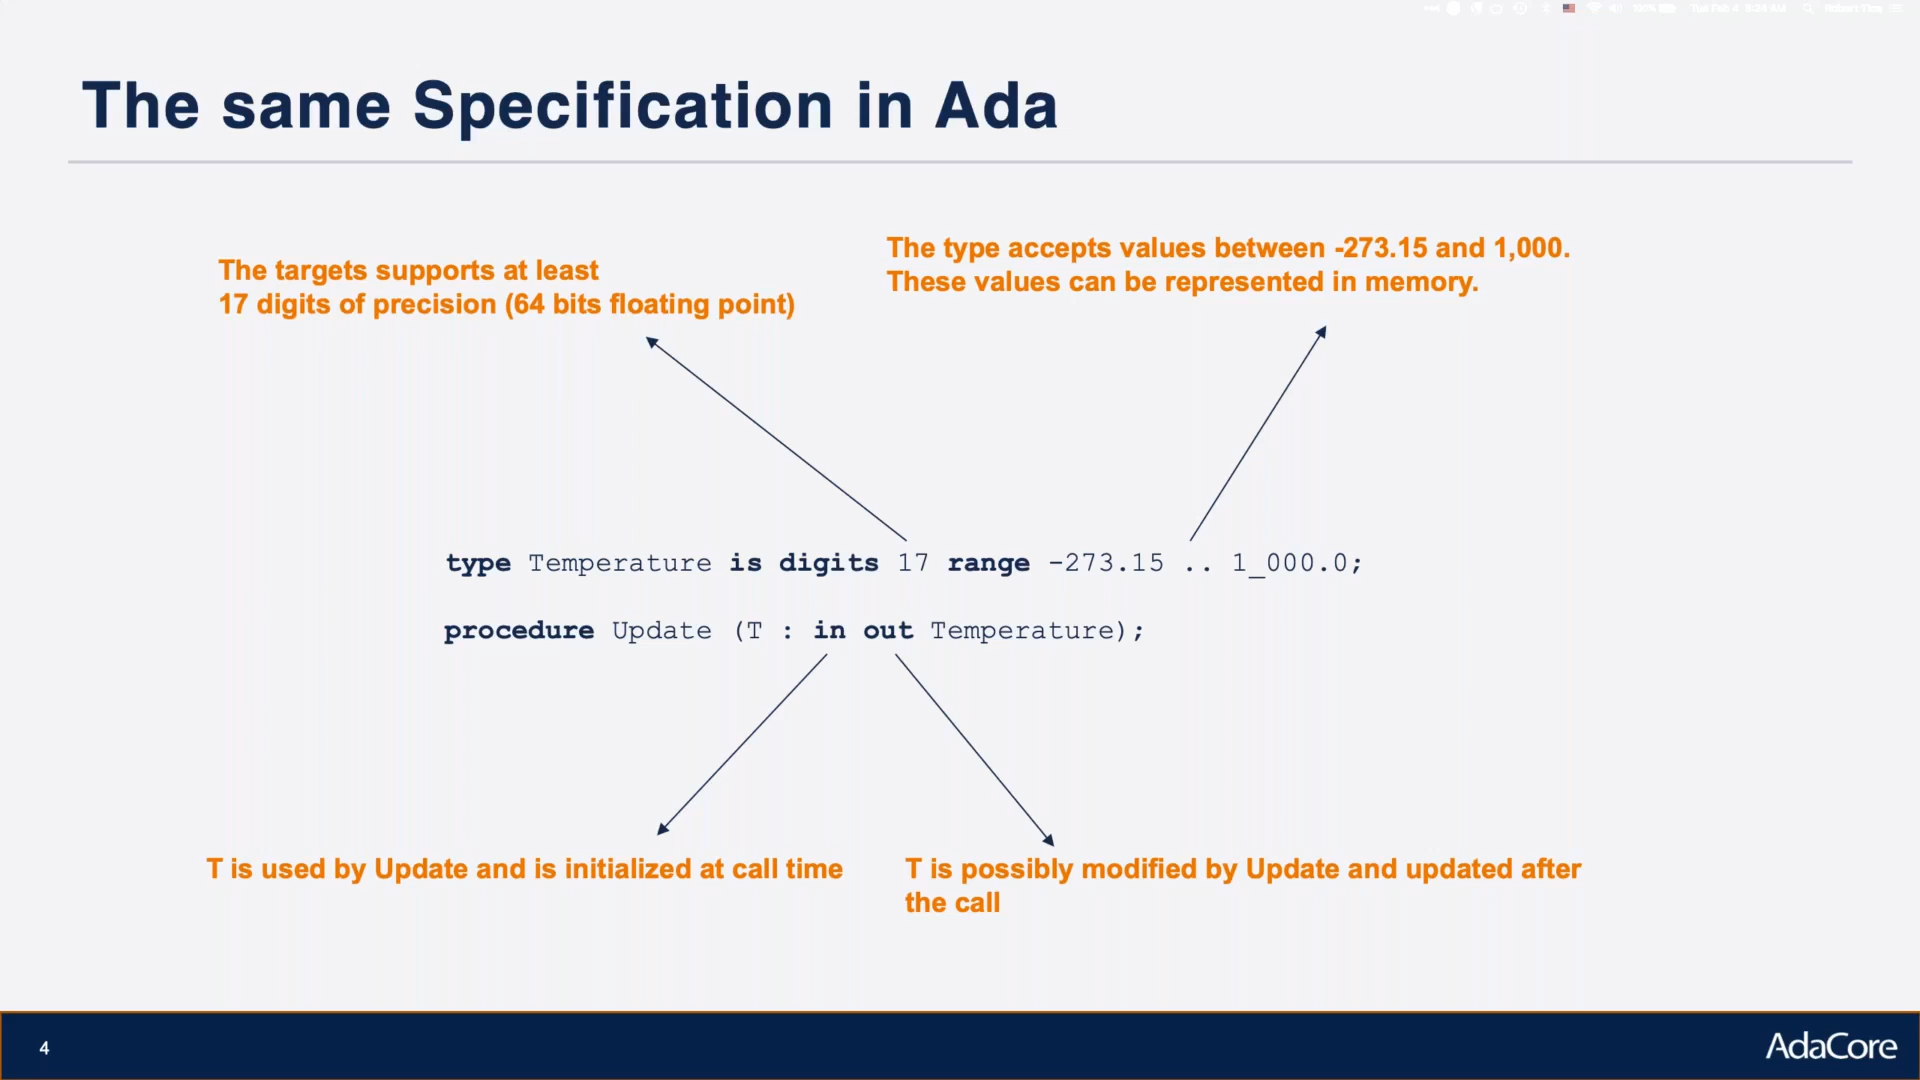 The same Specification in Ada
The targets supports at least
17 digits of precision (64 bits floating point)
The type accepts values between -273.15 and 1,000.
These values can be represented in memory.
type Temperature is digits 17 range -273.15 .. 1_000.0;
procedure Update (T : in out Temperature);
T is used by Update and is initialized at call time
T is possibly modified by Update and updated after
the call
4
AdaCore